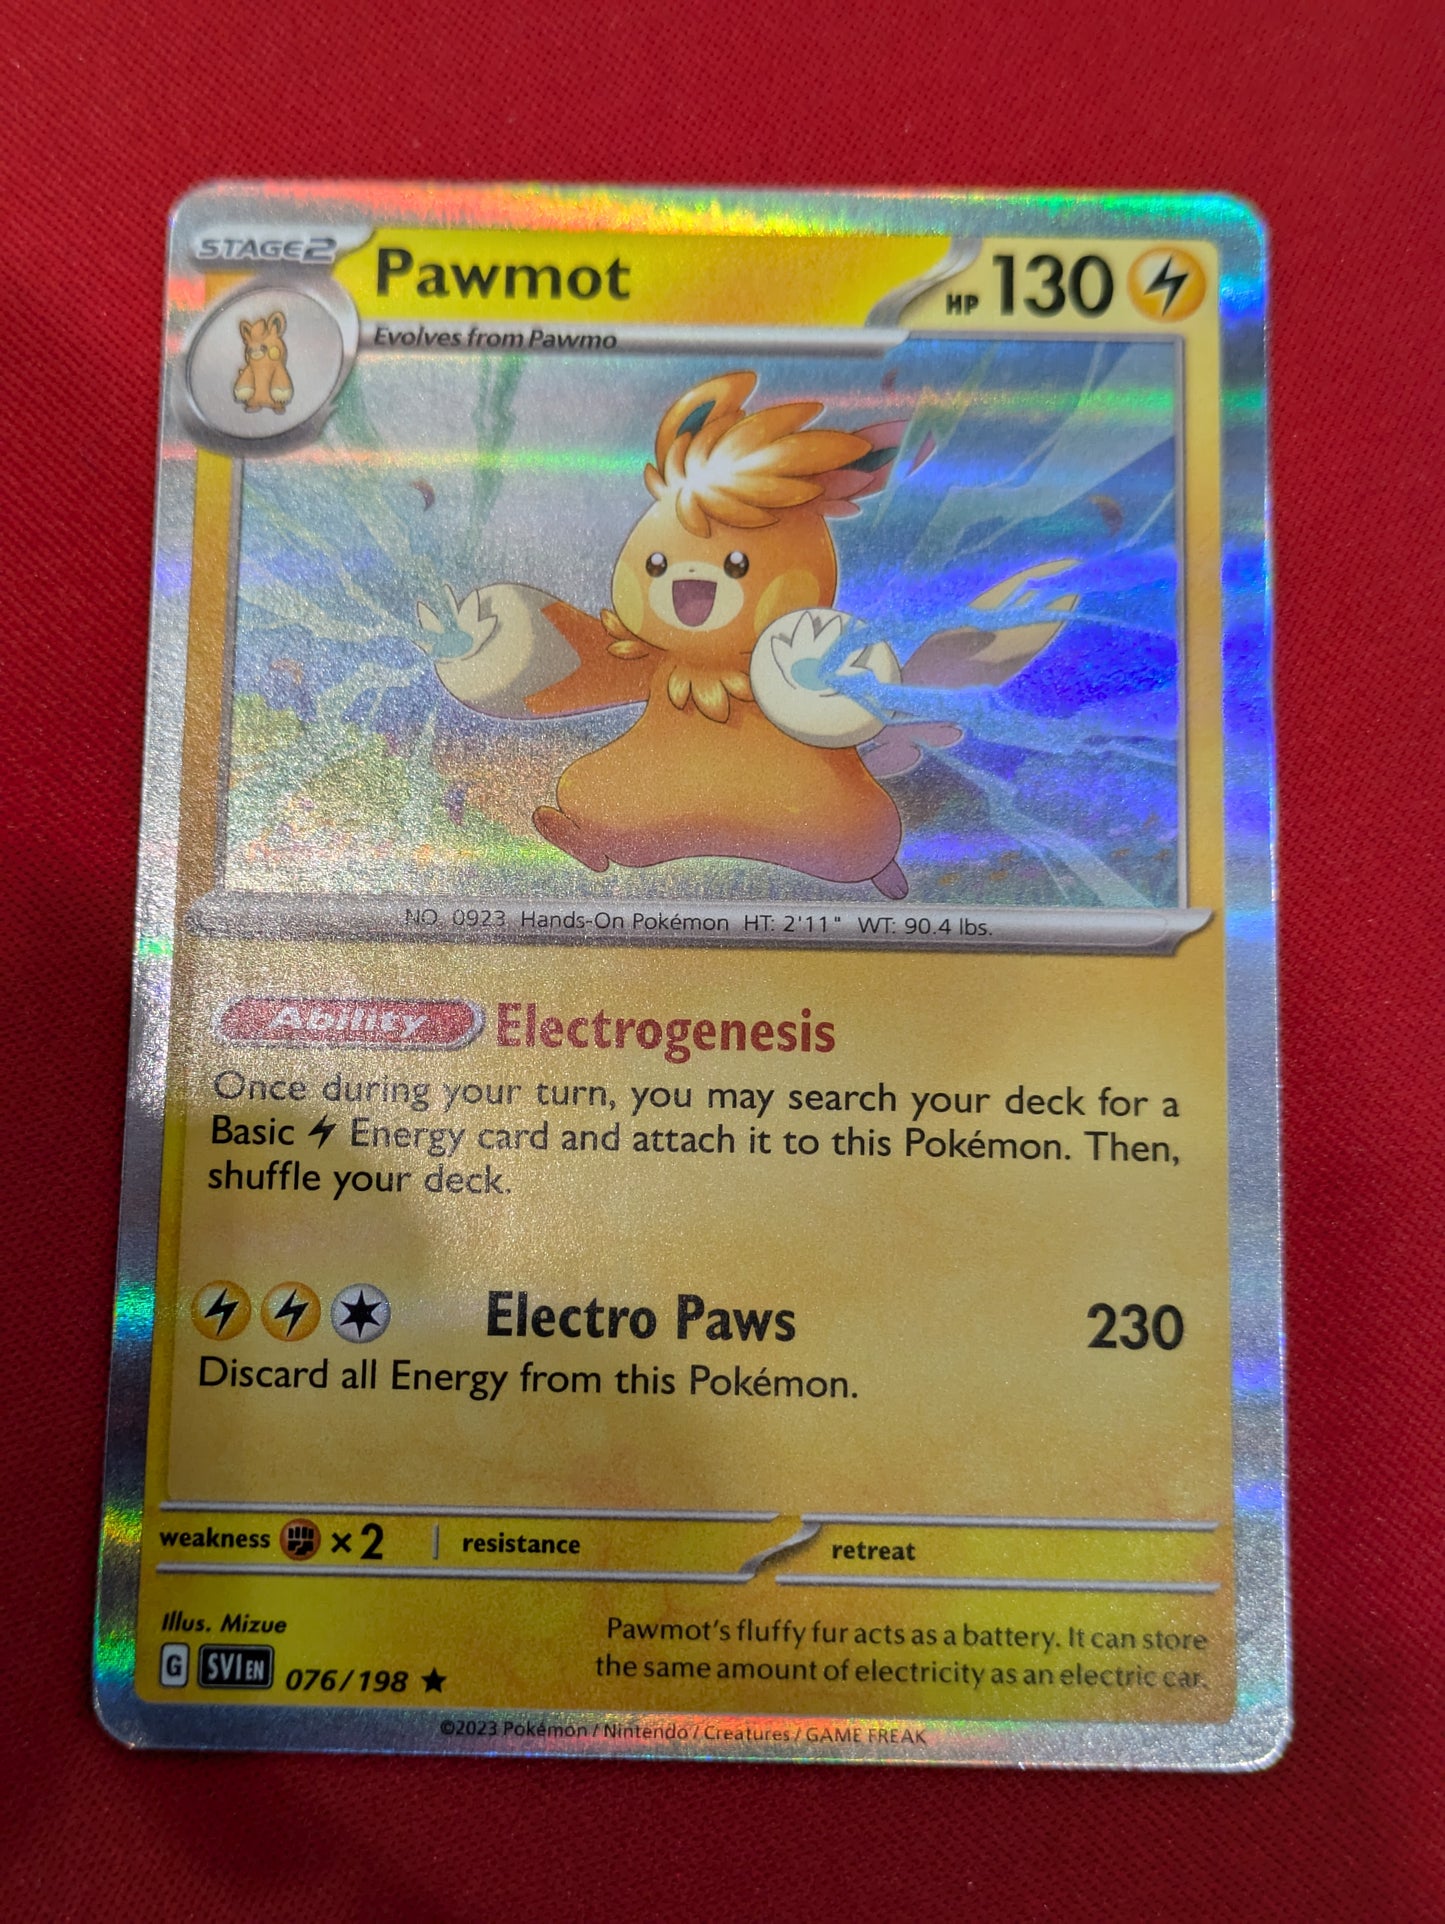 STAGE2
Pawmot
HP 130
Evolves from Pawmo
NO. 0923 Hands-On Pokémon HT: 2'11" WT: 90.4 lbs.
Ability Electrogenesis
Once during your turn, you may search your deck for a
Basic Energy card and attach it to this Pokémon. Then,
shuffle your deck.
Electro Paws 230
Discard all Energy from this Pokémon.
weakness ×2 resistance retreat
Illus. Mizue
Pawmot's fluffy fur acts as a battery. It can store
the same amount of electricity as an electric car.
G SVI EN 076/198 ★
©2023 Pokémon / Nintendo / Creatures / GAME FREAK